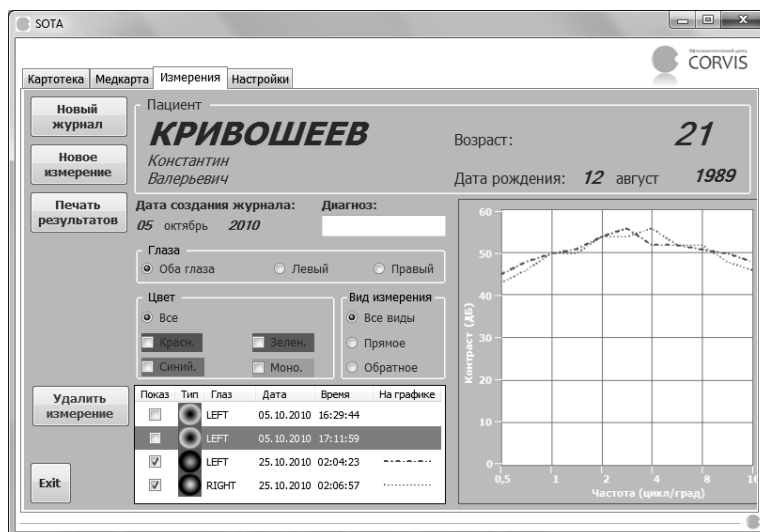 SOTA
Офтальмологический центр
CORVIS
Картотека Медкарта Измерения Настройки
Новый журнал
Новое измерение
Печать результатов
Пациент
КРИВОШЕЕВ
Константин
Валерьевич
Возраст: 21
Дата рождения: 12 август 1989
Дата создания журнала:
05 октябрь 2010
Диагноз:
Глаза
Оба глаза Левый Правый
Цвет
Все
Красн. Зелен.
Синий. Моно.
Вид измерения
Все виды
Прямое
Обратное
Удалить измерение
Exit
Показ Тип Глаз Дата Время На графике
LEFT 05.10.2010 16:29:44
LEFT 05.10.2010 17:11:59
LEFT 25.10.2010 02:04:23
RIGHT 25.10.2010 02:06:57
Контраст (дБ)
60
50
40
30
20
10
0
0,5 1 2 4 8 16
Частота (цикл/град)